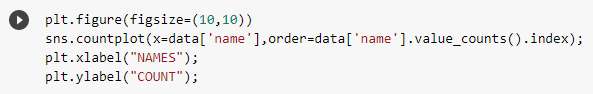 plt.figure(figsize=(10,10))
sns.countplot(x=data['name'],order=data['name'].value_counts().index);
plt.xlabel("NAMES");
plt.ylabel("COUNT");